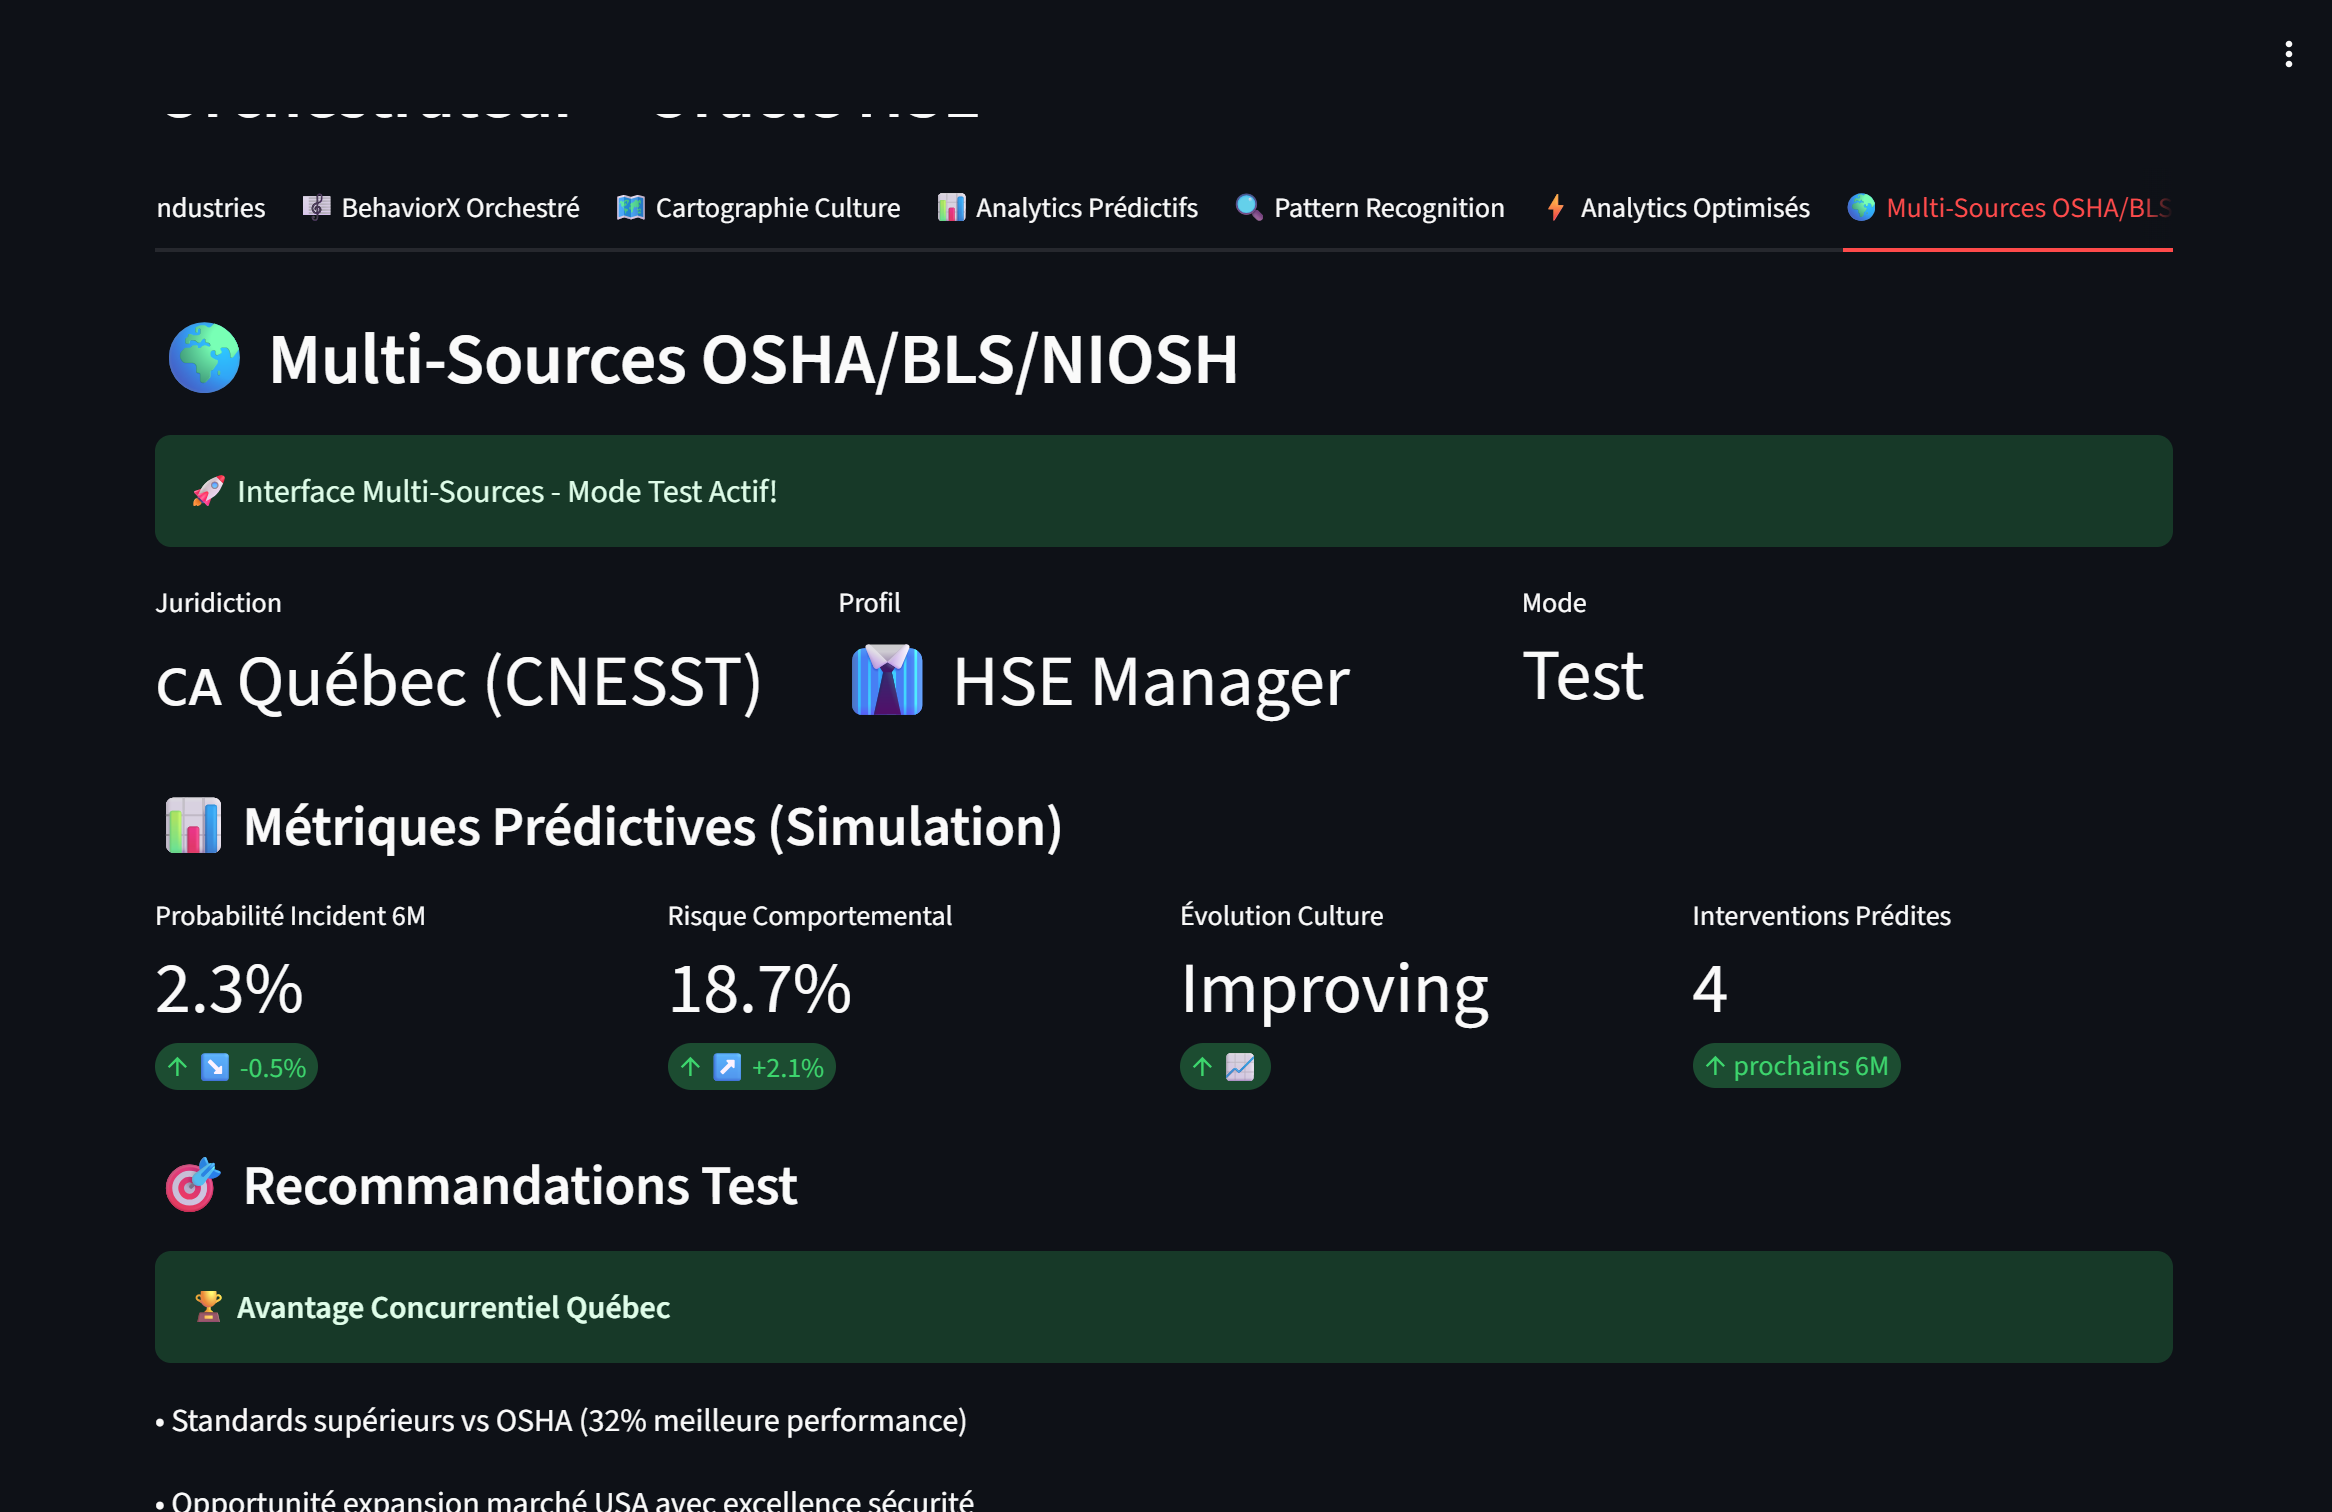 ndustries BehaviorX Orchestré Cartographie Culture Analytics Prédictifs Pattern Recognition Analytics Optimisés Multi-Sources OSHA/BLS
Multi-Sources OSHA/BLS/NIOSH
Interface Multi-Sources - Mode Test Actif!
Juridiction Profil Mode
CA Québec (CNESST) HSE Manager Test
Métriques Prédictives (Simulation)
Probabilité Incident 6M Risque Comportemental Évolution Culture Interventions Prédites
2.3% 18.7% Improving 4
↑ ↘ -0.5% ↑ ↗ +2.1% ↑ ↑ prochains 6M
Recommandations Test
Avantage Concurrentiel Québec
• Standards supérieurs vs OSHA (32% meilleure performance)
• Opportunité expansion marché USA avec excellence sécurité